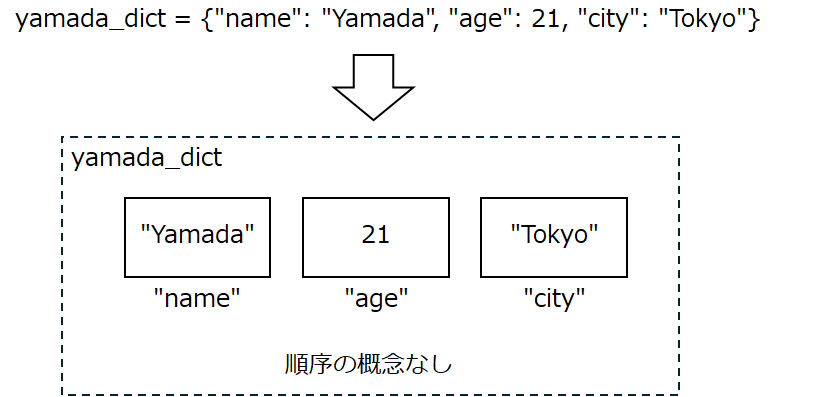 yamada_dict = {"name": "Yamada", "age": 21, "city": "Tokyo"}
yamada_dict
"Yamada" 21 "Tokyo"
"name" "age" "city"
順序の概念なし